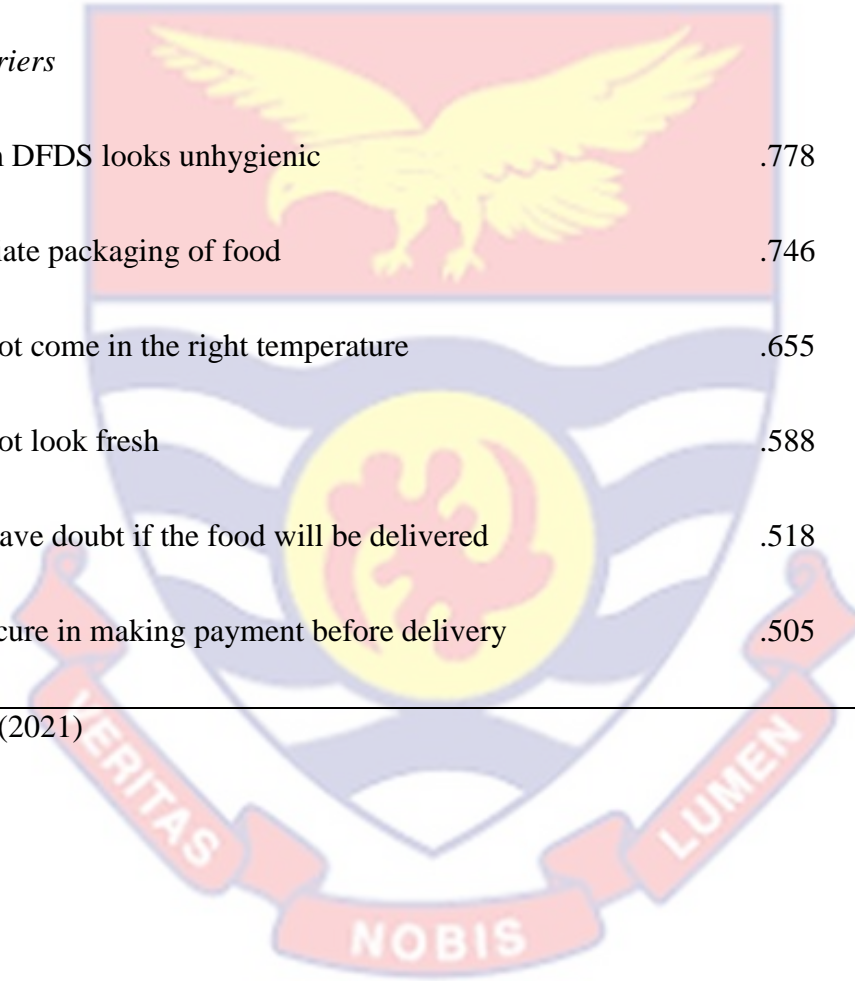 riers
n DFDS looks unhygienic .778
iate packaging of food .746
ot come in the right temperature .655
ot look fresh .588
ave doubt if the food will be delivered .518
cure in making payment before delivery .505
(2021)
VERITAS
NOBIS
LUMEN